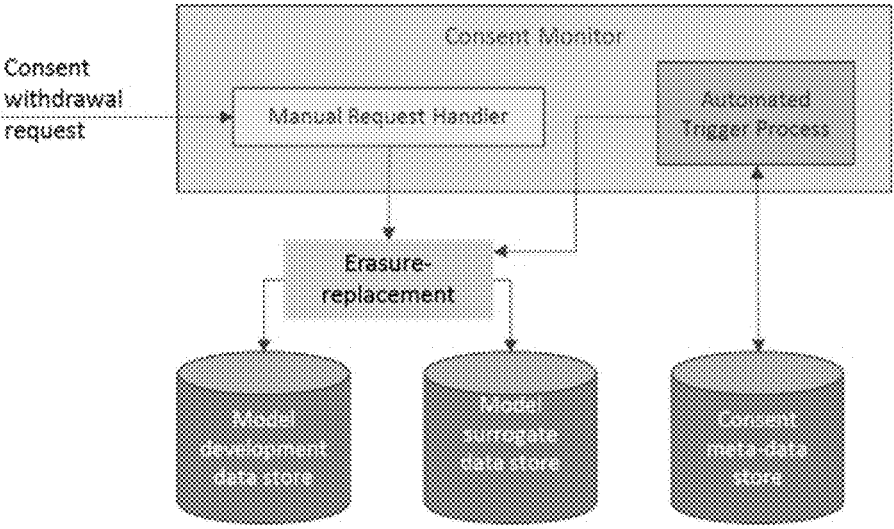 Consent Monitor
Consent
withdrawal
request
Manual Request Handler
Automated
Trigger Process
Erasure-
replacement
Model
development
data store
Model
surrogate
data store
Consent
meta-data
store